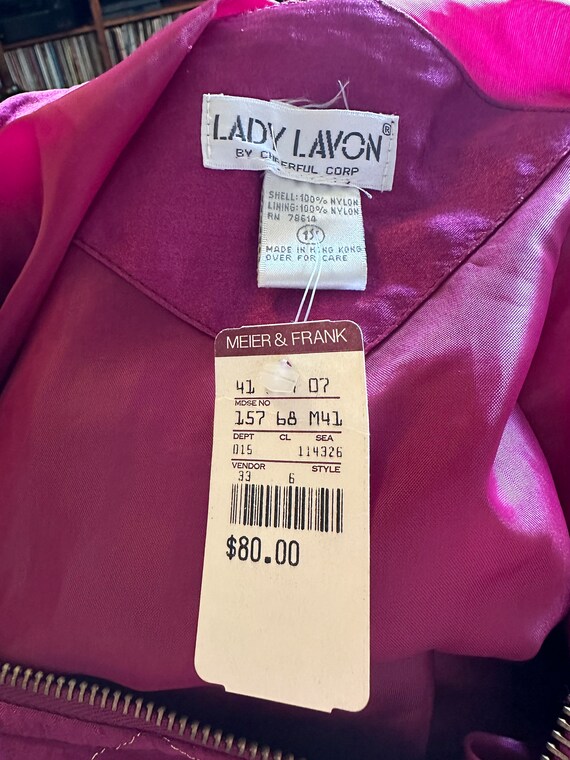 LADY LAVON®
BY CHEERFUL CORP
SHELL:100% NYLON
LINING:100% NYLON
RN 78614
MADE IN HONG KONG
OVER FOR CARE
MEIER & FRANK
41 07
MDSE NO
157 68 M41
DEPT CL SEA
015 114326
VENDOR STYLE
33 6
$80.00